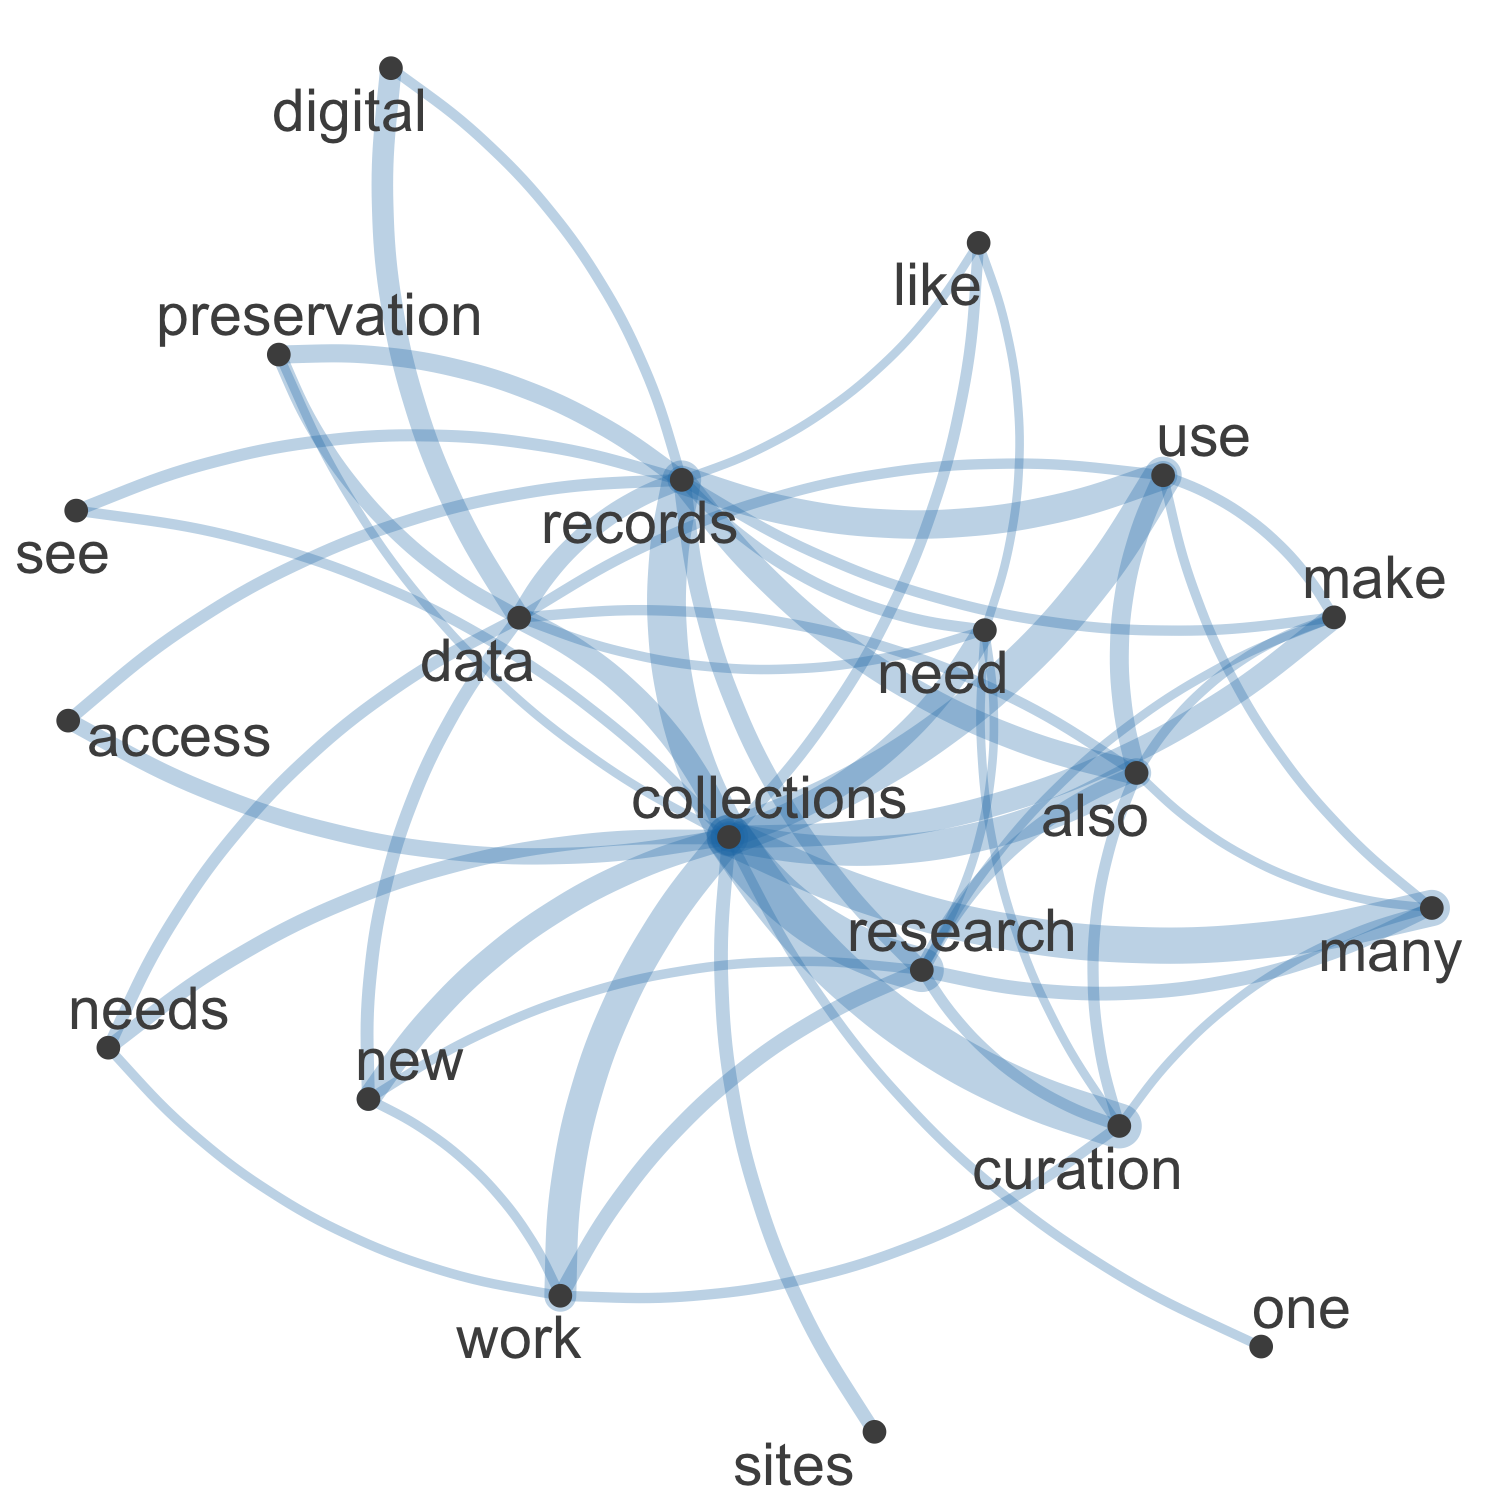 digital
like
preservation
use
records
see
make
data
need
access
collections
also
research
many
needs
new
curation
one
work
sites